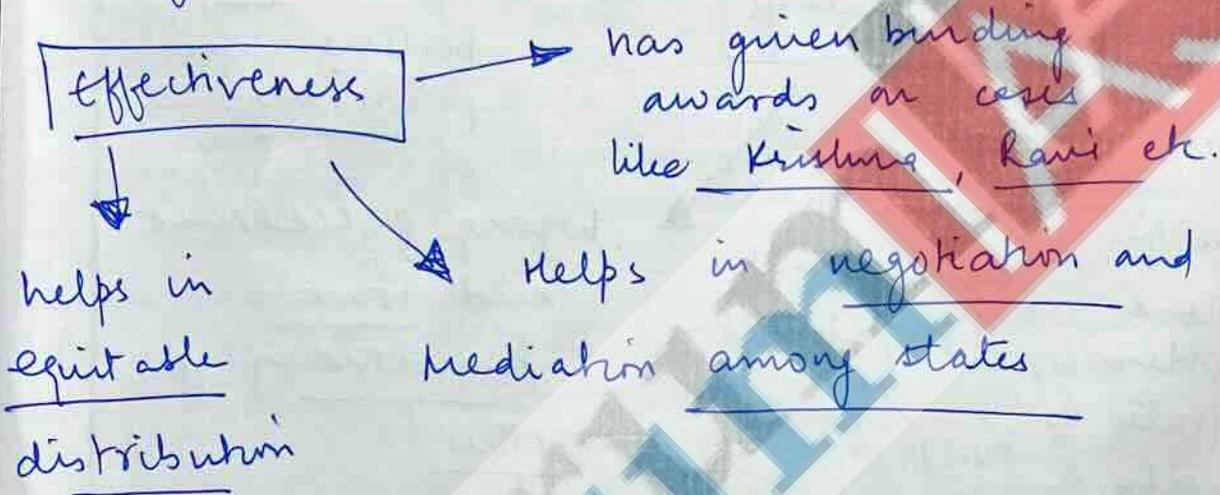 effectiveness
has given binding
awards on cases
like Krishna, Ravi etc.
helps in
equitable
distribution
Helps in negotiation and
Mediation among states